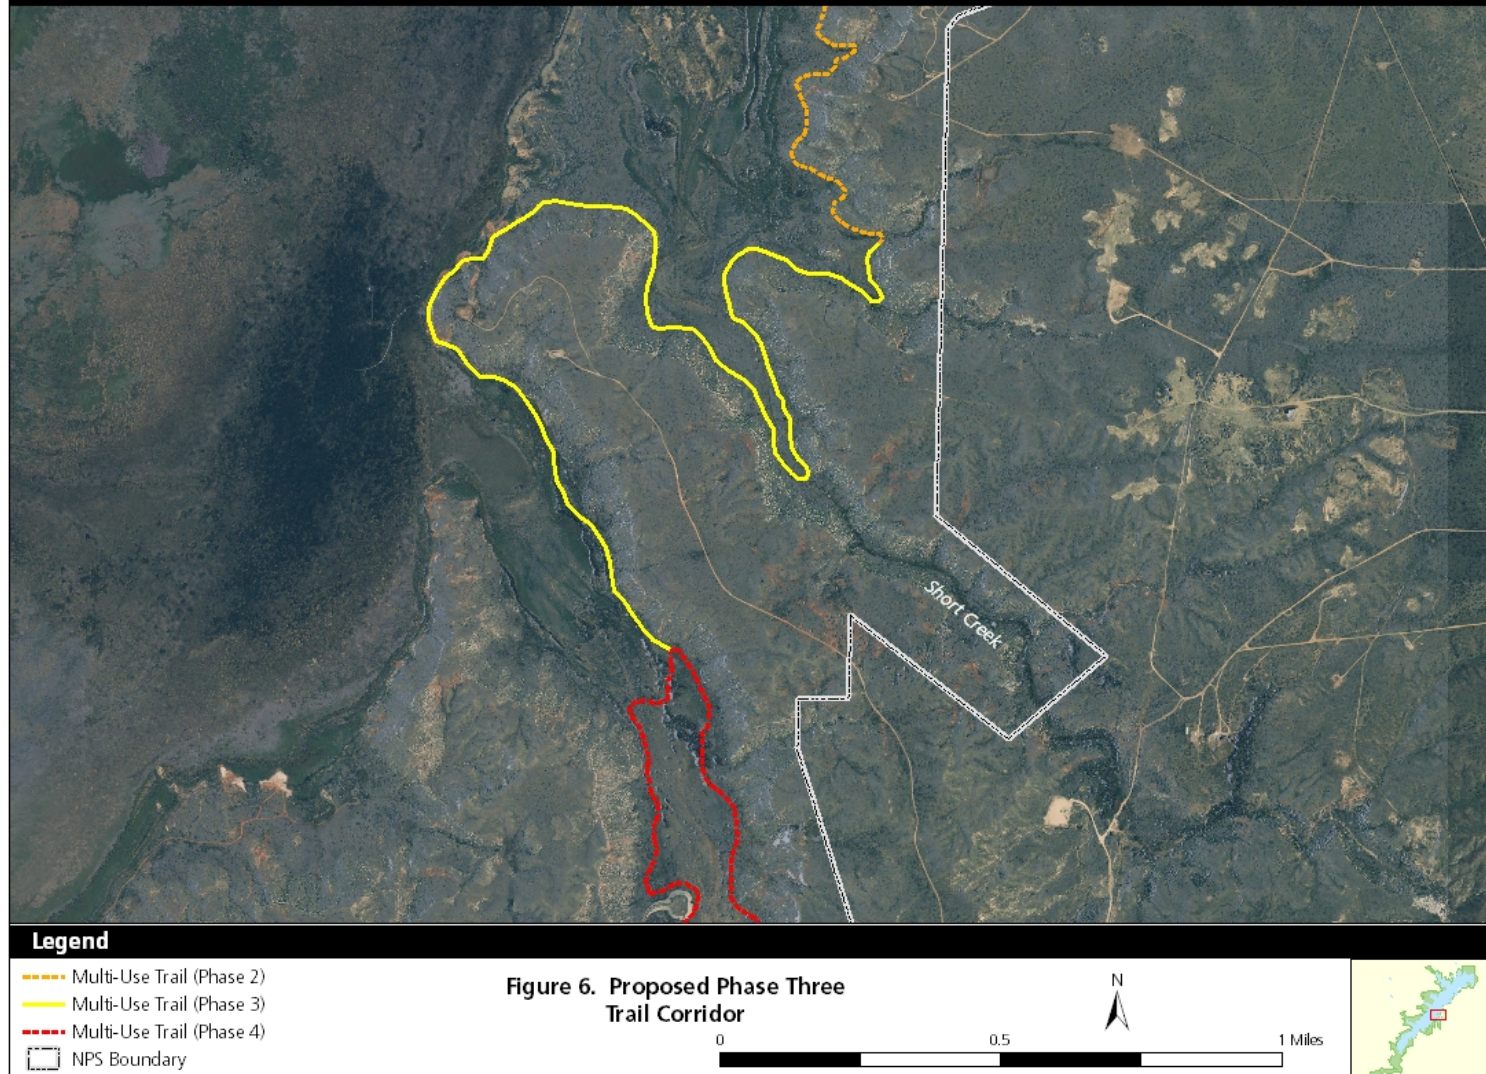 Short Creek
Legend
Multi-Use Trail (Phase 2)
Multi-Use Trail (Phase 3)
Multi-Use Trail (Phase 4)
NPS Boundary
Figure 6. Proposed Phase Three
Trail Corridor
N
0 0.5 1 Miles